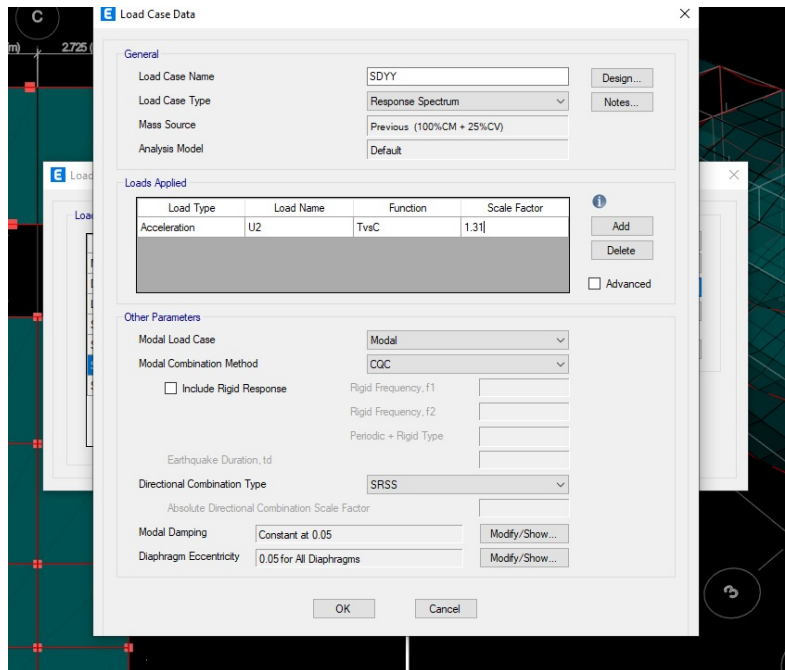 C
m)
2.725 (
E Load Case Data
General
Load Case Name SDYY Design...
Load Case Type Response Spectrum Notes...
Mass Source Previous (100%CM + 25%CV)
Analysis Model Default
E Load
Loa
Loads Applied
Load Type Load Name Function Scale Factor
Acceleration U2 TvsC 1.31
Add
Delete
Advanced
Other Parameters
Modal Load Case Modal
Modal Combination Method CQC
Include Rigid Response Rigid Frequency, f1
Rigid Frequency, f2
Periodic + Rigid Type
Earthquake Duration, td
Directional Combination Type SRSS
Absolute Directional Combination Scale Factor
Modal Damping Constant at 0.05 Modify/Show...
Diaphragm Eccentricity 0.05 for All Diaphragms Modify/Show...
OK Cancel
3